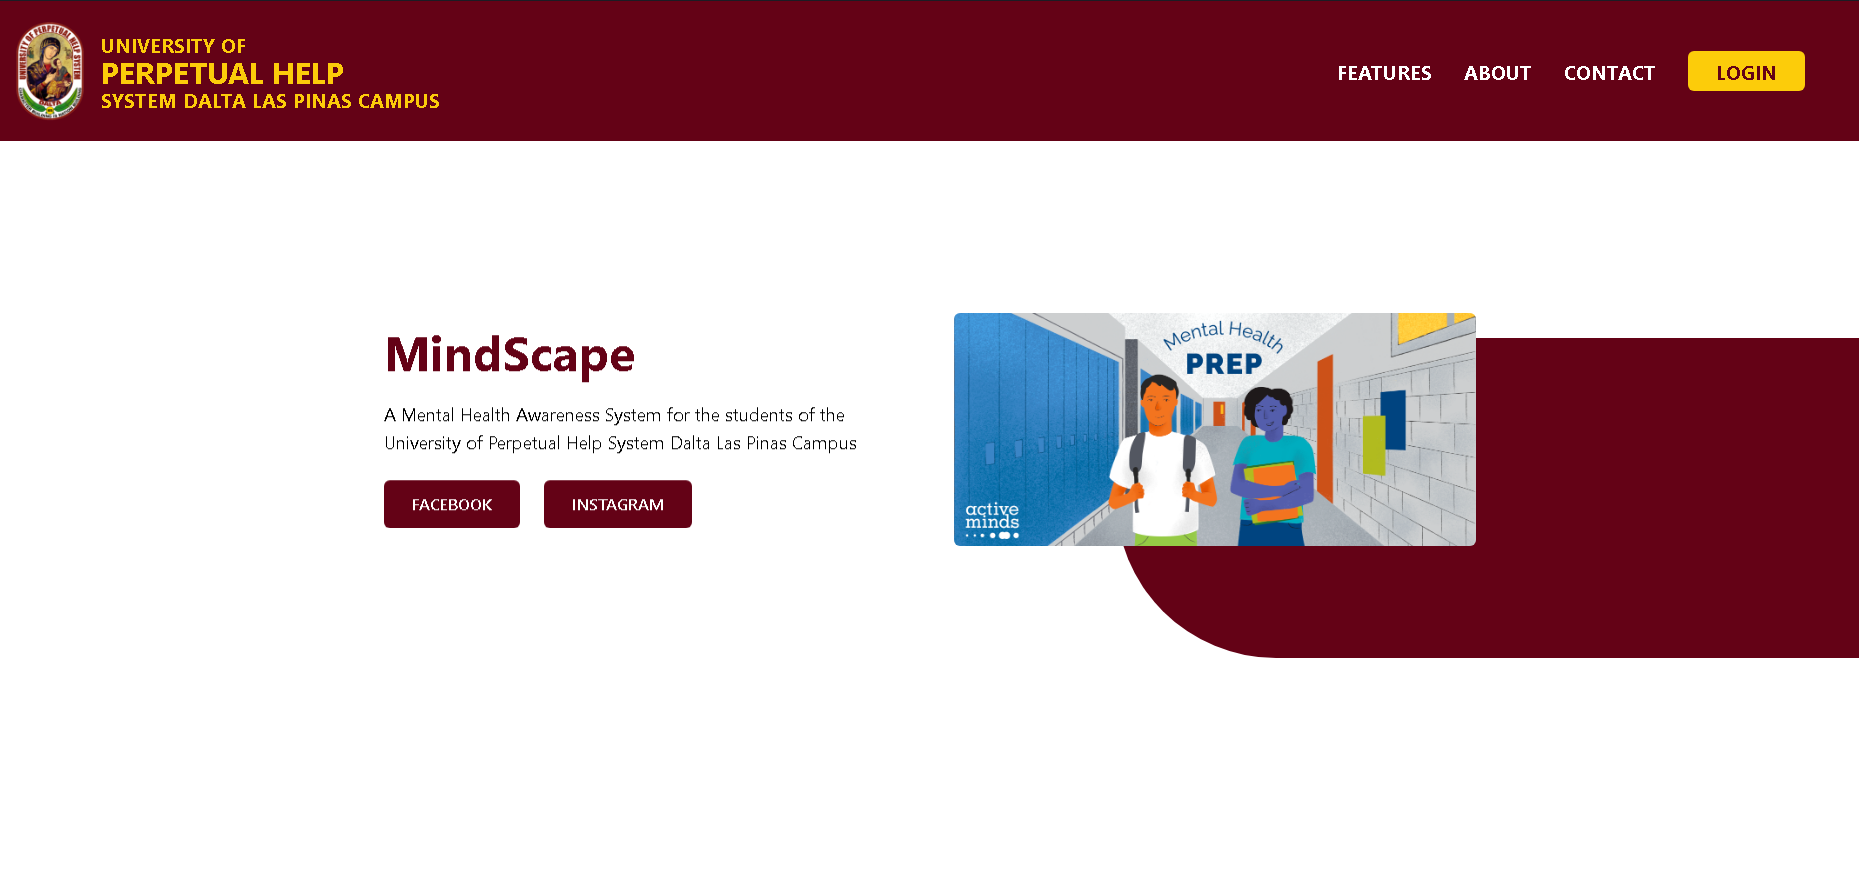 UNIVERSITY OF
PERPETUAL HELP
SYSTEM DALTA LAS PINAS CAMPUS
FEATURES
ABOUT
CONTACT
LOGIN
MindScape
A Mental Health Awareness System for the students of the
University of Perpetual Help System Dalta Las Pinas Campus
FACEBOOK
INSTAGRAM
Mental Health
PREP
active
minds